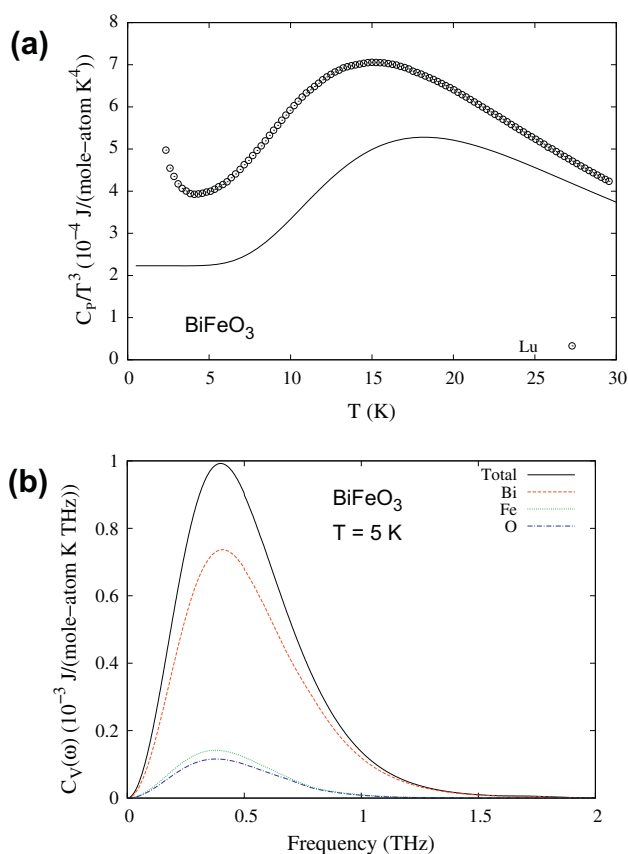 (a)
8
7
6
5
4
3
2
1
0
C_P/T^3 (10^−4 J/(mole−atom K^4))
BiFeO_3
Lu
0 5 10 15 20 25 30
T (K)
(b)
1
0.8
0.6
0.4
0.2
0
C_V(ω) (10^−3 J/(mole−atom K THz))
BiFeO_3
T = 5 K
Total
Bi
Fe
O
0 0.5 1 1.5 2
Frequency (THz)